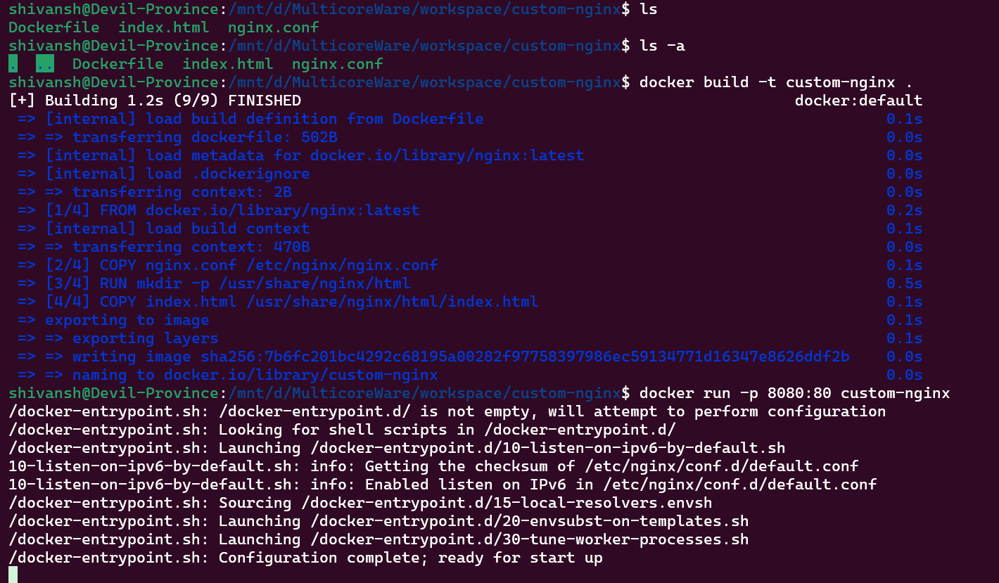 shivansh@Devil-Province:/mnt/d/MulticoreWare/workspace/custom-nginx$ ls
Dockerfile  index.html  nginx.conf
shivansh@Devil-Province:/mnt/d/MulticoreWare/workspace/custom-nginx$ ls -a
.  ..  Dockerfile  index.html  nginx.conf
shivansh@Devil-Province:/mnt/d/MulticoreWare/workspace/custom-nginx$ docker build -t custom-nginx .
[+] Building 1.2s (9/9) FINISHED docker:default
 => [internal] load build definition from Dockerfile 0.1s
 => => transferring dockerfile: 502B 0.0s
 => [internal] load metadata for docker.io/library/nginx:latest 0.0s
 => [internal] load .dockerignore 0.0s
 => => transferring context: 2B 0.0s
 => [1/4] FROM docker.io/library/nginx:latest 0.2s
 => [internal] load build context 0.1s
 => => transferring context: 470B 0.0s
 => [2/4] COPY nginx.conf /etc/nginx/nginx.conf 0.1s
 => [3/4] RUN mkdir -p /usr/share/nginx/html 0.5s
 => [4/4] COPY index.html /usr/share/nginx/html/index.html 0.1s
 => exporting to image 0.1s
 => => exporting layers 0.1s
 => => writing image sha256:7b6fc201bc4292c68195a00282f97758397986ec59134771d16347e8626ddf2b 0.0s
 => => naming to docker.io/library/custom-nginx 0.0s
shivansh@Devil-Province:/mnt/d/MulticoreWare/workspace/custom-nginx$ docker run -p 8080:80 custom-nginx
/docker-entrypoint.sh: /docker-entrypoint.d/ is not empty, will attempt to perform configuration
/docker-entrypoint.sh: Looking for shell scripts in /docker-entrypoint.d/
/docker-entrypoint.sh: Launching /docker-entrypoint.d/10-listen-on-ipv6-by-default.sh
10-listen-on-ipv6-by-default.sh: info: Getting the checksum of /etc/nginx/conf.d/default.conf
10-listen-on-ipv6-by-default.sh: info: Enabled listen on IPv6 in /etc/nginx/conf.d/default.conf
/docker-entrypoint.sh: Sourcing /docker-entrypoint.d/15-local-resolvers.envsh
/docker-entrypoint.sh: Launching /docker-entrypoint.d/20-envsubst-on-templates.sh
/docker-entrypoint.sh: Launching /docker-entrypoint.d/30-tune-worker-processes.sh
/docker-entrypoint.sh: Configuration complete; ready for start up